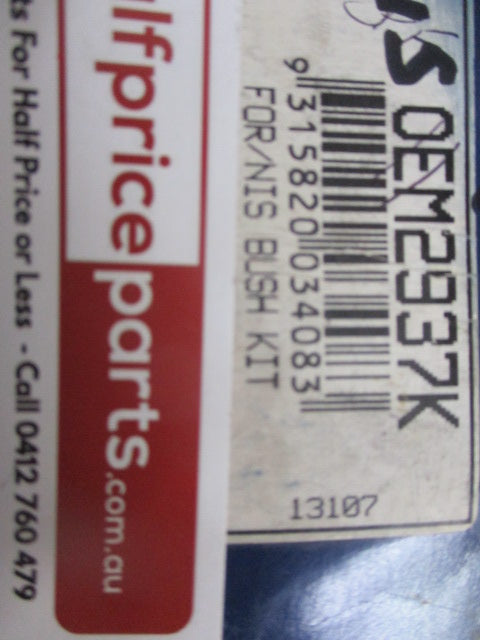 OEM2937K
9 315820 034083
FOR/NIS BUSH KIT
13107
lfpriceparts.com.au
ts For Half Price or Less - Call 0412 760 479